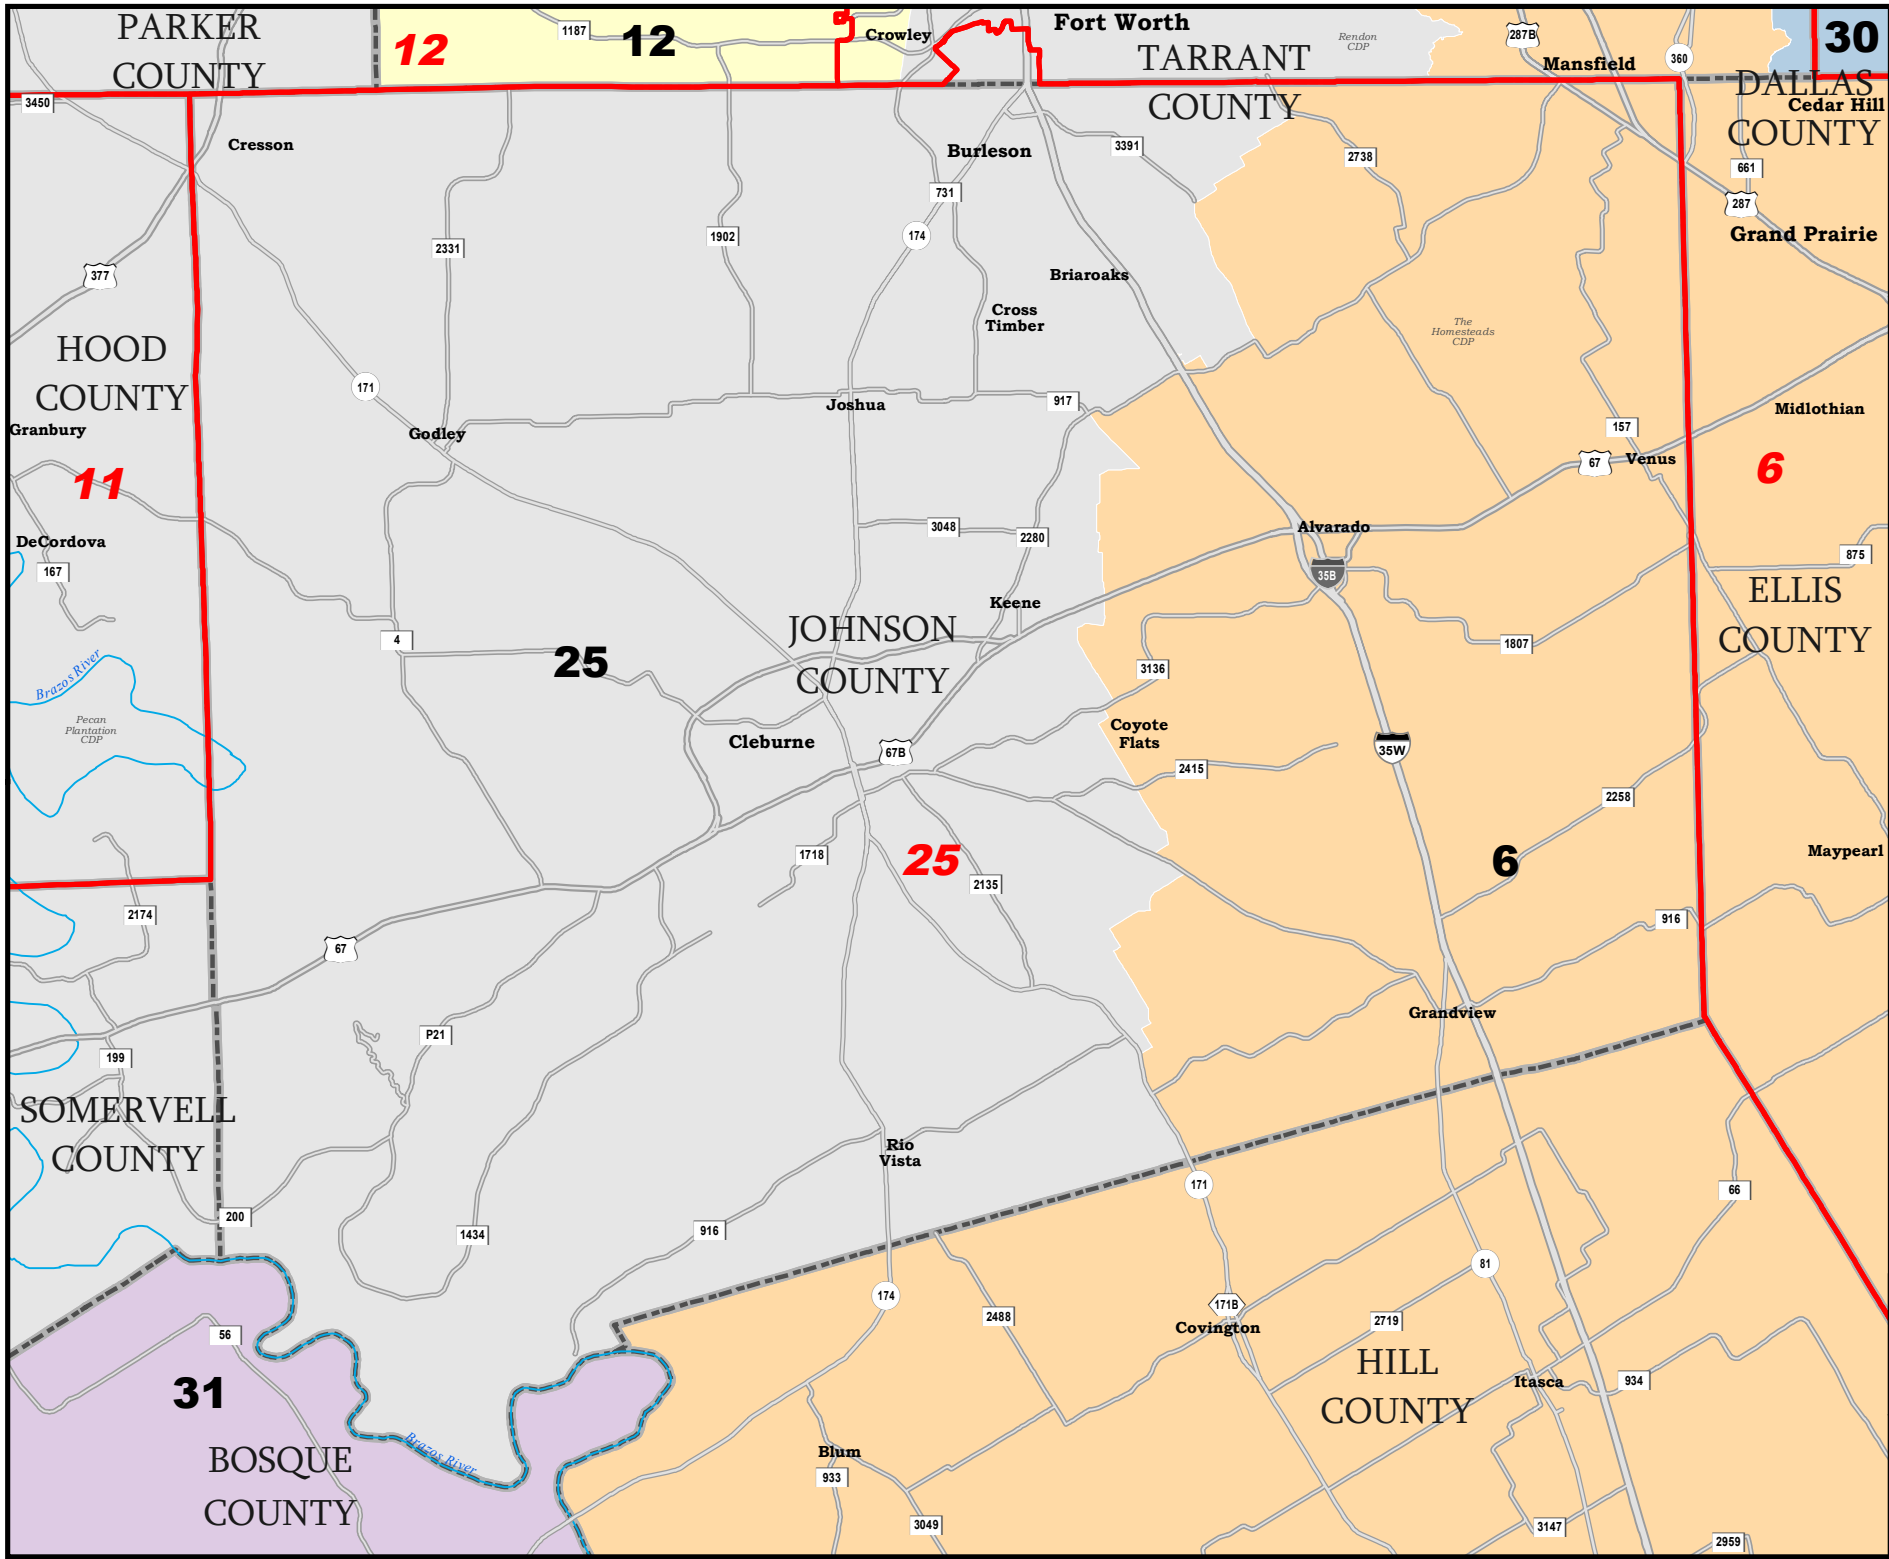 PARKER
COUNTY
12
1187
12
Crowley
Fort Worth
TARRANT
COUNTY
Rendon
CDP
287B
Mansfield
360
30
DALLAS
COUNTY
Cedar Hill
3450
Cresson
Burleson
3391
2738
661
287
Grand Prairie
731
174
1902
2331
377
Briaroaks
Cross
Timber
The
Homesteads
CDP
HOOD
COUNTY
171
Joshua
917
Midlothian
157
Granbury
Godley
11
67
Venus
6
3048
2280
Alvarado
875
DeCordova
167
35B
ELLIS
COUNTY
Keene
JOHNSON
COUNTY
4
1807
25
3136
Brazos River
Pecan
Plantation
CDP
Coyote
Flats
Cleburne
67B
35W
2415
2258
1718
25
2135
6
Maypearl
2174
916
67
Grandview
P21
199
SOMERVELL
COUNTY
Rio
Vista
171
66
200
1434
916
81
174
171B
2488
2719
Covington
56
HILL
COUNTY
31
Itasca
934
BOSQUE
COUNTY
Brazos River
Blum
933
3049
3147
2959